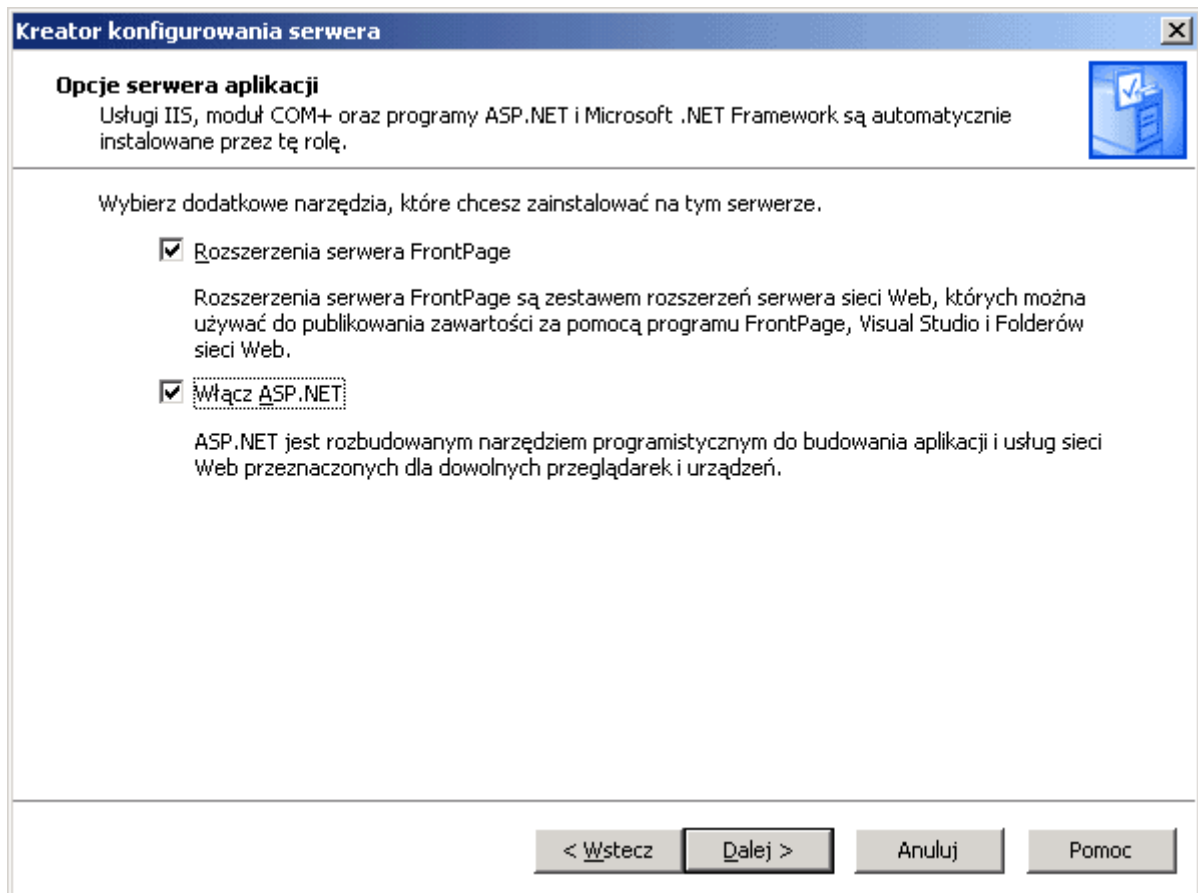 Kreator konfigurowania serwera
Opcje serwera aplikacji
Usługi IIS, moduł COM+ oraz programy ASP.NET i Microsoft .NET Framework są automatycznie
instalowane przez tę rolę.
Wybierz dodatkowe narzędzia, które chcesz zainstalować na tym serwerze.
Rozszerzenia serwera FrontPage
Rozszerzenia serwera FrontPage są zestawem rozszerzeń serwera sieci Web, których można
używać do publikowania zawartości za pomocą programu FrontPage, Visual Studio i Folderów
sieci Web.
Włącz ASP.NET
ASP.NET jest rozbudowanym narzędziem programistycznym do budowania aplikacji i usług sieci
Web przeznaczonych dla dowolnych przeglądarek i urządzeń.
< Wstecz Dalej > Anuluj Pomoc